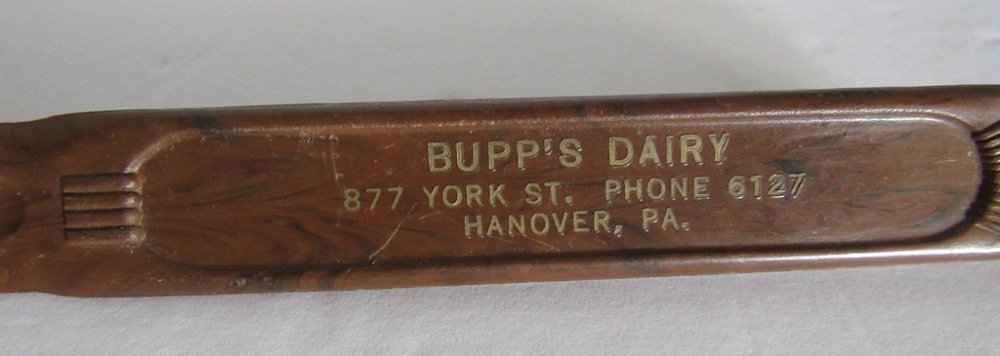 BUPP'S DAIRY
877 YORK ST. PHONE 6127
HANOVER, PA.